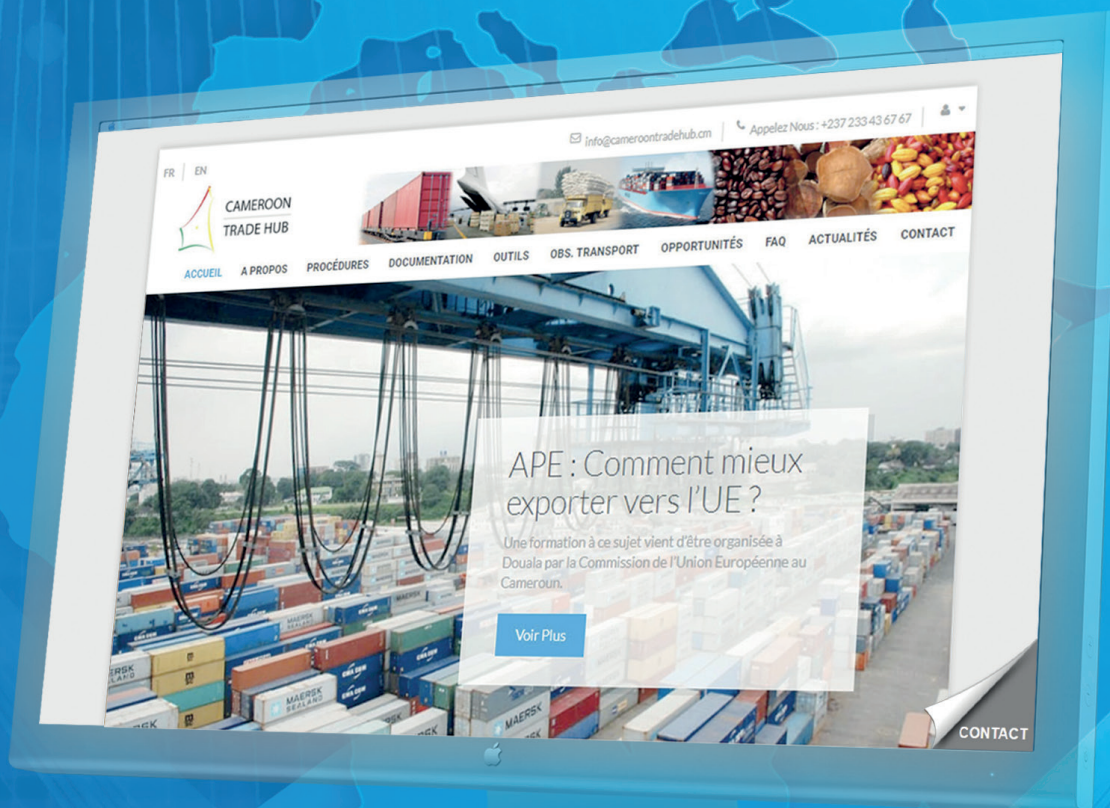 info@cameroontradehub.cm
Appelez Nous : +237 233 43 67 67
FR
EN
CAMEROON
TRADE HUB
ACCUEIL
A PROPOS
PROCÉDURES
DOCUMENTATION
OUTILS
OBS. TRANSPORT
OPPORTUNITÉS
FAQ
ACTUALITÉS
CONTACT
APE : Comment mieux
exporter vers l'UE ?
Une formation à ce sujet vient d'être organisée à
Douala par la Commission de l'Union Européenne au
Cameroun.
Voir Plus
MAERSK
SEALAND
MAERSK
CONTACT